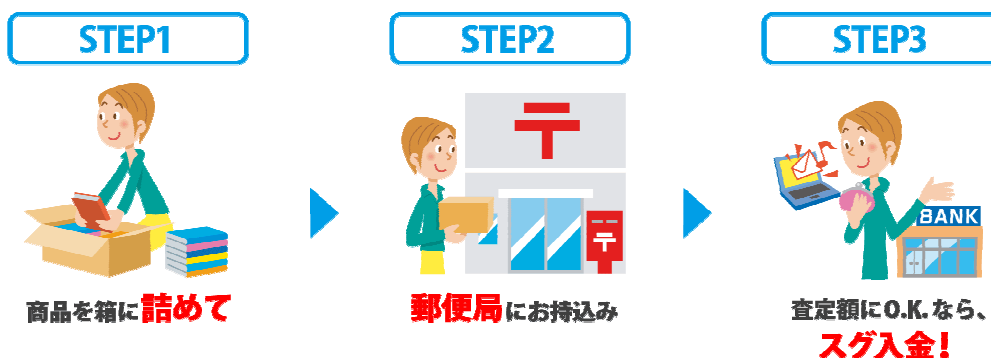 STEP1
商品を箱に詰めて
STEP2
〒
〒
郵便局にお持込み
STEP3
BANK
査定額にO.K.なら、
スグ入金！